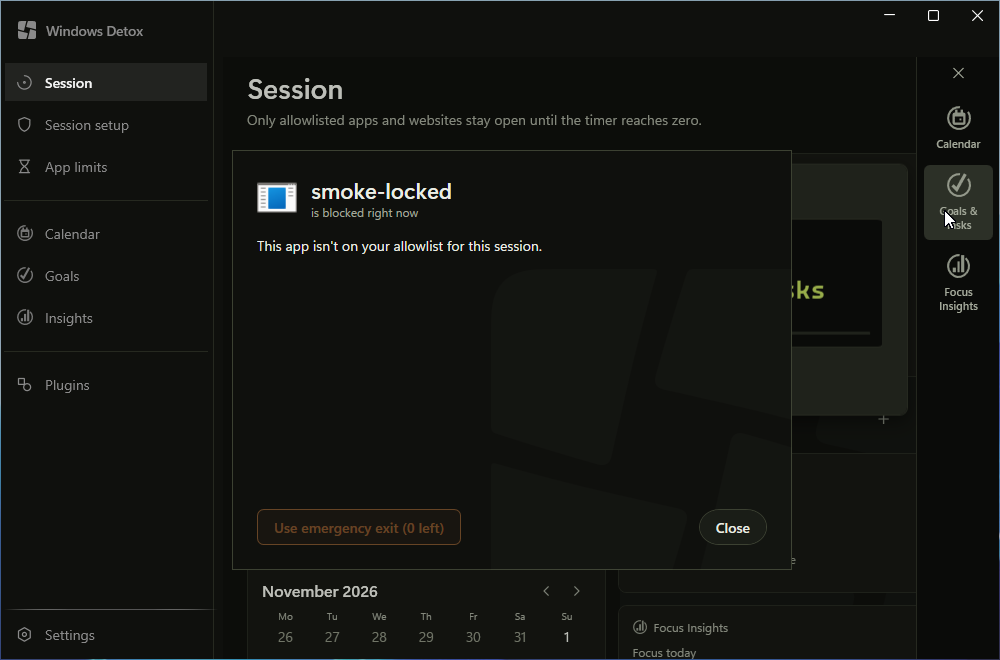 Windows Detox
Session
Session setup
App limits
Calendar
Goals
Insights
Plugins
Settings
Session
Only allowlisted apps and websites stay open until the timer reaches zero.
smoke-locked
is blocked right now
This app isn't on your allowlist for this session.
Use emergency exit (0 left)
Close
November 2026
Mo Tu We Th Fr Sa Su
26 27 28 29 30 31 1
Focus Insights
Focus today
Calendar
Goals &
Focus
Insights